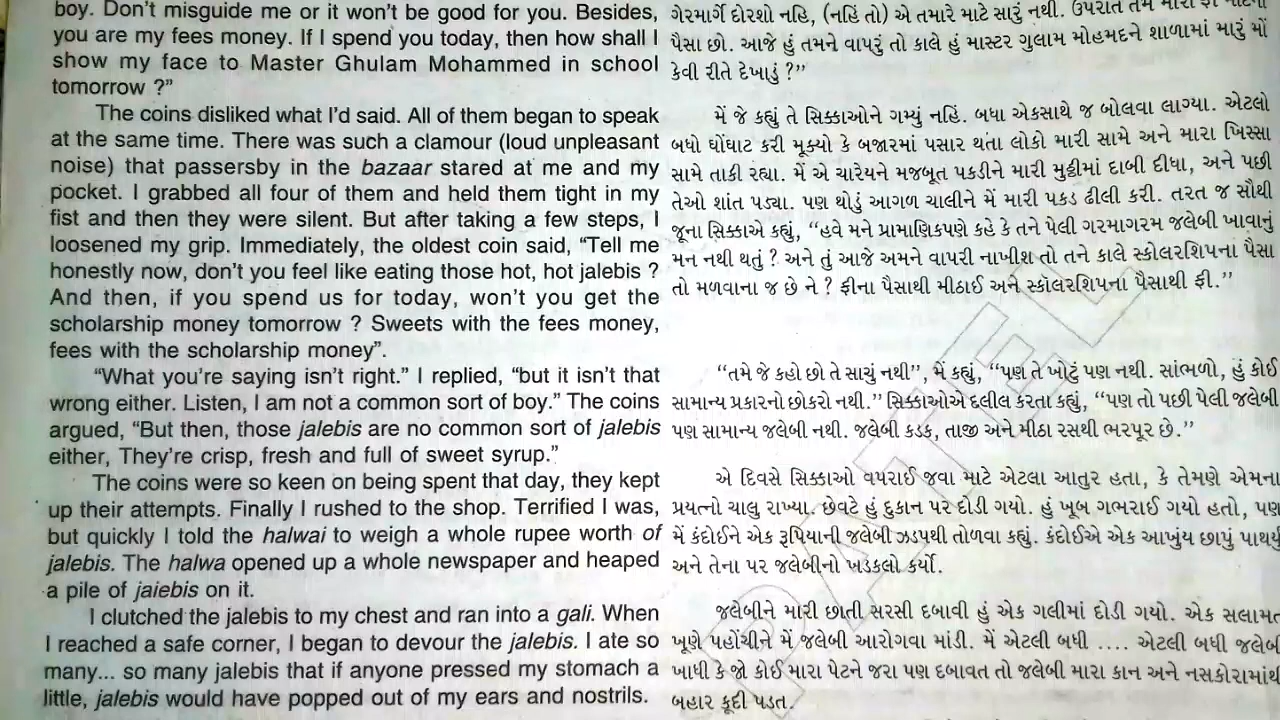 boy. Don't misguide me or it won't be good for you. Besides,
you are my fees money. If I spend you today, then how shall I
show my face to Master Ghulam Mohammed in school
tomorrow ?”
The coins disliked what I'd said. All of them began to speak
at the same time. There was such a clamour (loud unpleasant
noise) that passersby in the bazaar stared at me and my
pocket. I grabbed all four of them and held them tight in my
fist and then they were silent. But after taking a few steps, I
loosened my grip. Immediately, the oldest coin said, “Tell me
honestly now, don't you feel like eating those hot, hot jalebis ?
And then, if you spend us for today, won't you get the
scholarship money tomorrow ? Sweets with the fees money,
fees with the scholarship money”.
“What you're saying isn't right.” I replied, “but it isn't that
wrong either. Listen, I am not a common sort of boy.” The coins
argued, “But then, those jalebis are no common sort of jalebis
either, They're crisp, fresh and full of sweet syrup.”
The coins were so keen on being spent that day, they kept
up their attempts. Finally I rushed to the shop. Terrified I was,
but quickly I told the halwai to weigh a whole rupee worth of
jalebis. The halwa opened up a whole newspaper and heaped
a pile of jaiebis on it.
I clutched the jalebis to my chest and ran into a gali. When
I reached a safe corner, I began to devour the jalebis. I ate so
many... so many jalebis that if anyone pressed my stomach a
little, jalebis would have popped out of my ears and nostrils.
ગેરમાર્ગે દોરશો નહિ, (નહિં તો) એ તમારે માટે સારું નથી. ઉપરાંત તમે મારા ફી
પૈસા છો. આજે હું તમને વાપરું તો કાલે હું માસ્ટર ગુલામ મોહમદને શાળામાં મારું મોં
કેવી રીતે દેખાડું ?”
મેં જે કહ્યું તે સિક્કાઓને ગમ્યું નહિં. બધા એકસાથે જ બોલવા લાગ્યા. એટલો
બધો ઘોંઘાટ કરી મૂક્યો કે બજારમાં પસાર થતા લોકો મારી સામે અને મારા ખિસ્સા
સામે તાકી રહ્યા. મેં એ ચારેયને મજબૂત પકડીને મારી મુઠ્ઠીમાં દાબી દીધા, અને પછી
તેઓ શાંત પડ્યા. પણ થોડું આગળ ચાલીને મેં મારી પકડ ઢીલી કરી. તરત જ સૌથી
જૂના સિક્કાએ કહ્યું, “હવે મને પ્રામાણિકપણે કહે કે તને પેલી ગરમાગરમ જલેબી ખાવાનું
મન નથી થતું ? અને તું આજે અમને વાપરી નાખીશ તો તને કાલે સ્કોલરશિપનાં પૈસા
તો મળવાના જ છે ને ? ફીના પૈસાથી મીઠાઈ અને સ્કૉલરશિપના પૈસાથી ફી.”
“તમે જે કહો છો તે સાચું નથી”, મેં કહ્યું, “પણ તે ખોટું પણ નથી. સાંભળો, હું કોઈ
સામાન્ય પ્રકારનો છોકરો નથી.” સિક્કાઓએ દલીલ કરતા કહ્યું, “પણ તો પછી પેલી જલેબી
પણ સામાન્ય જલેબી નથી. જલેબી કડક, તાજી અને મીઠા રસથી ભરપૂર છે.”
એ દિવસે સિક્કાઓ વપરાઈ જવા માટે એટલા આતુર હતા, કે તેમણે એમના
પ્રયત્નો ચાલુ રાખ્યા. છેવટે હું દુકાન પર દોડી ગયો. હું ખૂબ ગભરાઈ ગયો હતો, પણ
મેં કંદોઈને એક રૂપિયાની જલેબી ઝડપથી તોળવા કહ્યું. કંદોઈએ એક આખુંય છાપું પાથર્યું
અને તેના પર જલેબીનો ખડકલો કર્યો.
જલેબીને મારી છાતી સરસી દબાવી હું એક ગલીમાં દોડી ગયો. એક સલામત
ખૂણે પહોંચીને મેં જલેબી આરોગવા માંડી. મેં એટલી બધી .... એટલી બધી જલેબી
ખાધી કે જો કોઈ મારા પેટને જરા પણ દબાવત તો જલેબી મારા કાન અને નસકોરામાંથી
બહાર કૂદી પડત.
PATEL